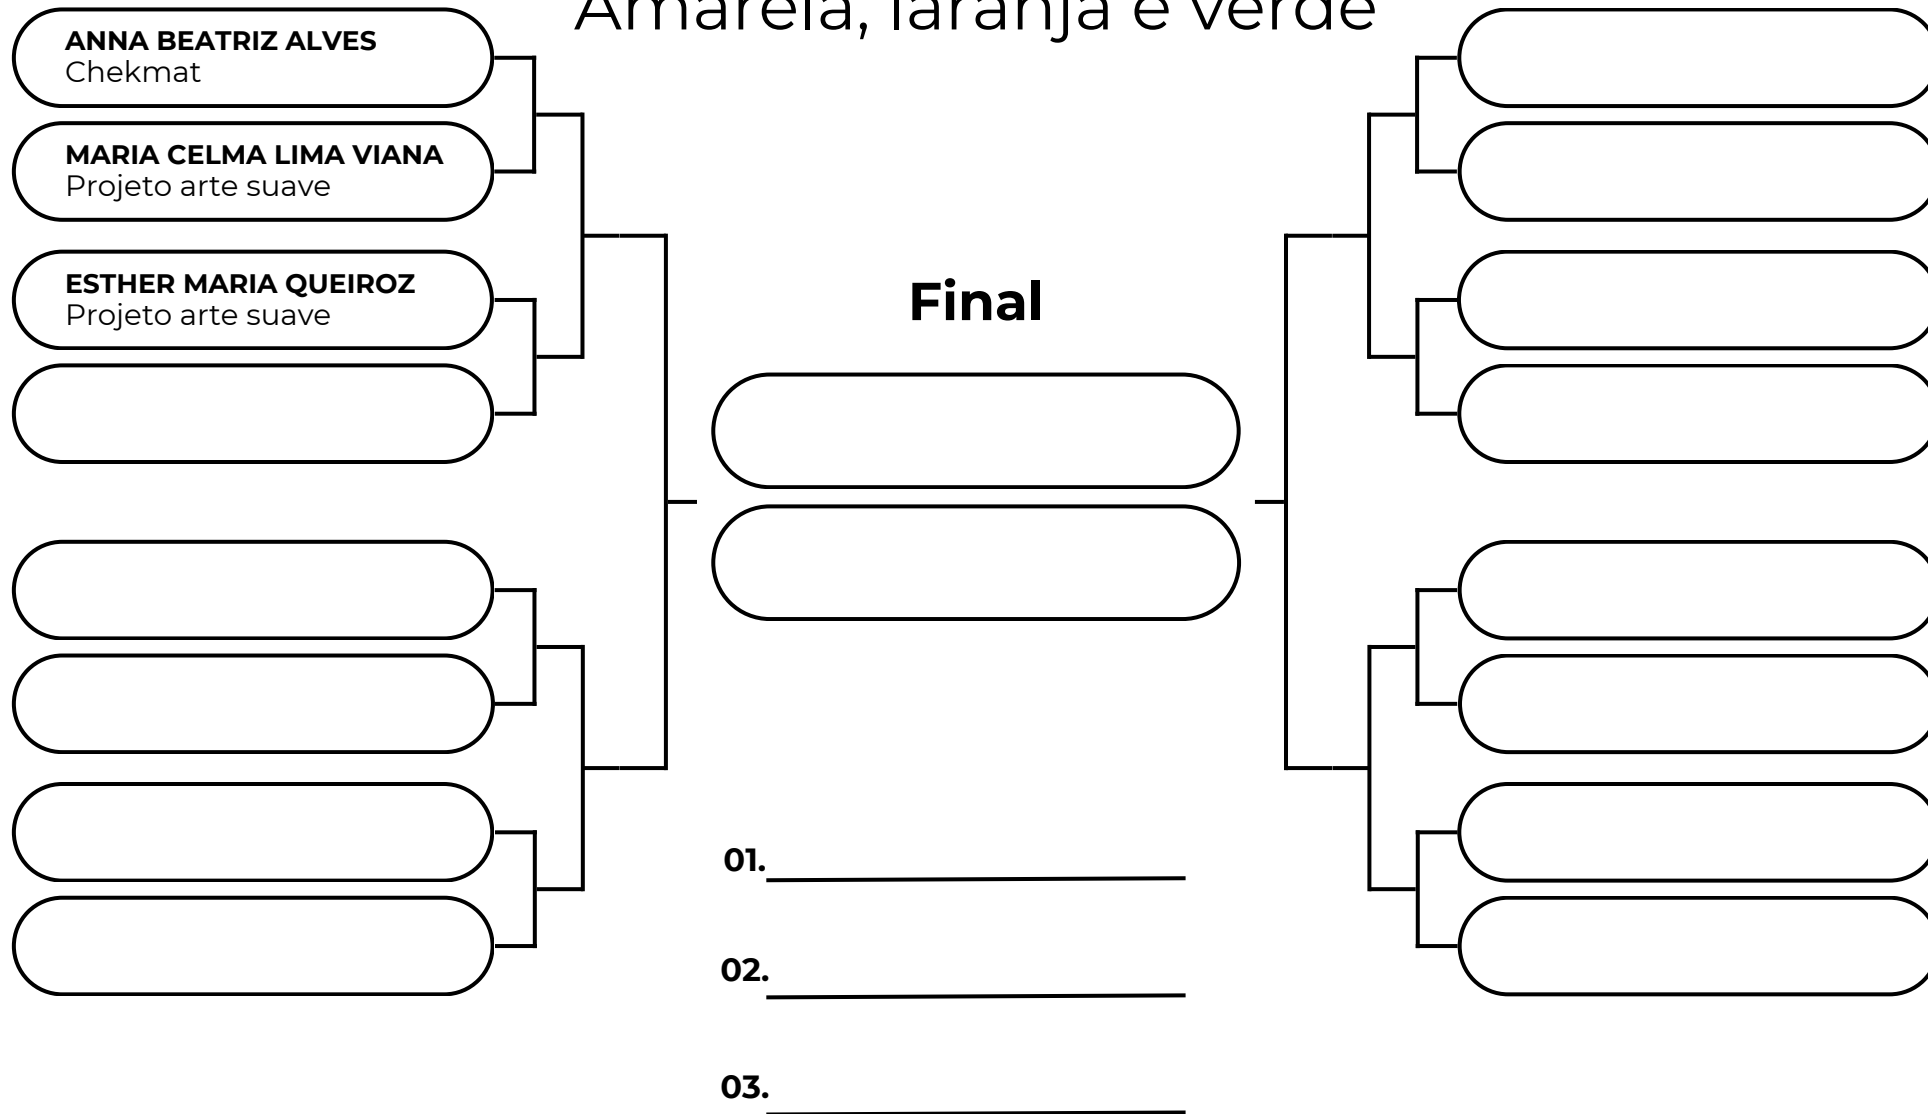 Amarela, laranja e verde
ANNA BEATRIZ ALVES
Chekmat
MARIA CELMA LIMA VIANA
Projeto arte suave
ESTHER MARIA QUEIROZ
Projeto arte suave
Final
01.
02.
03.